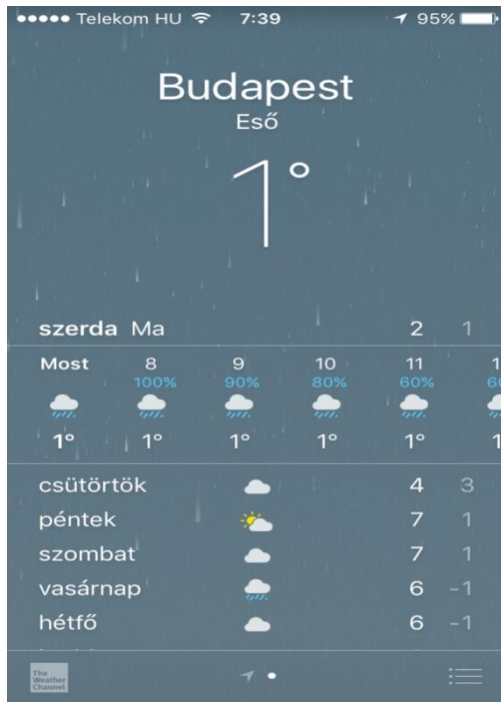 Telekom HU 7:39 95%
Budapest
Eső
1°
szerda Ma 2 1
Most 8 9 10 11
100% 90% 80% 60%
1° 1° 1° 1° 1°
csütörtök 4 3
péntek 7 1
szombat 7 1
vasárnap 6 -1
hétfő 6 -1
The
Weather
Channel